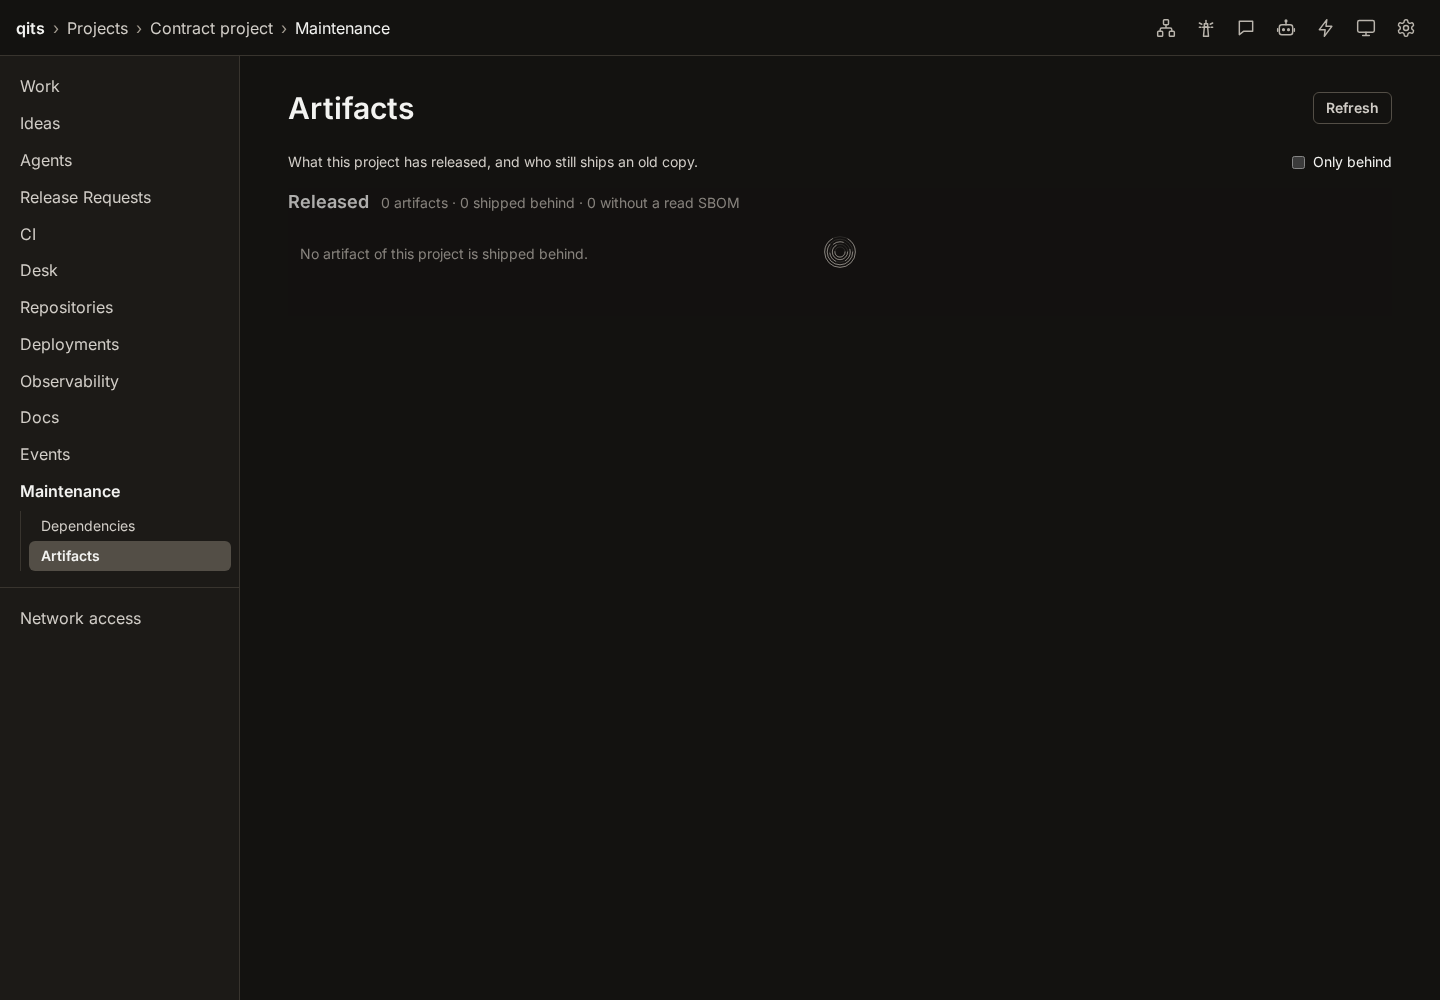 qits › Projects › Contract project › Maintenance
Work
Ideas
Agents
Release Requests
CI
Desk
Repositories
Deployments
Observability
Docs
Events
Maintenance
Dependencies
Artifacts
Network access
Artifacts
Refresh
What this project has released, and who still ships an old copy.
Only behind
Released 0 artifacts · 0 shipped behind · 0 without a read SBOM
No artifact of this project is shipped behind.